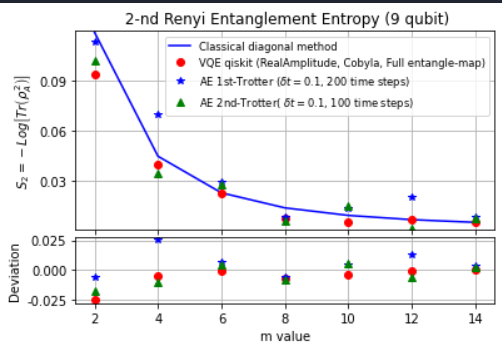 2-nd Renyi Entanglement Entropy (9 qubit)
Classical diagonal method
VQE qiskit (RealAmplitude, Cobyla, Full entangle-map)
AE 1st-Trotter (δt = 0.1, 200 time steps)
AE 2nd-Trotter( δt = 0.1, 100 time steps)
S₂ = −Log|Tr(ρ²_A)|
0.09
0.06
0.03
Deviation
0.025
0.000
-0.025
2 4 6 8 10 12 14
m value